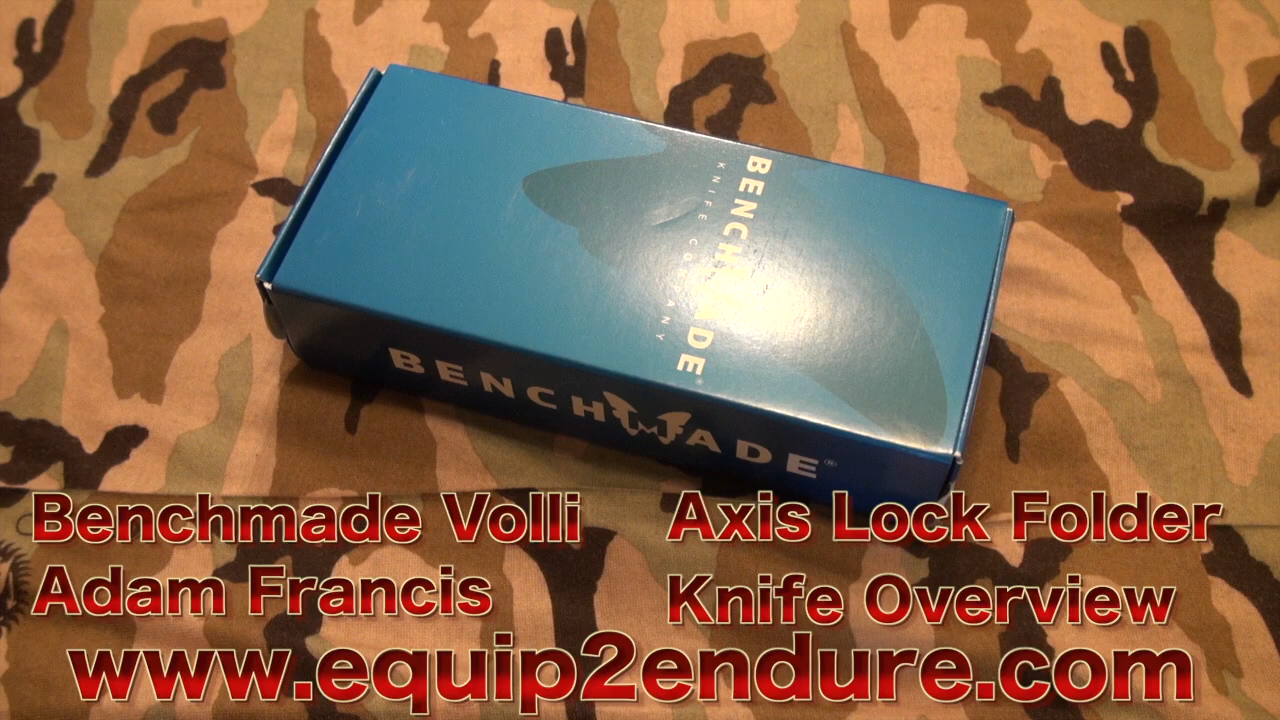 BENCHMADE
KNIFE COMPANY
BENCHMADE®
Benchmade Volli
Axis Lock Folder
Adam Francis
Knife Overview
www.equip2endure.com